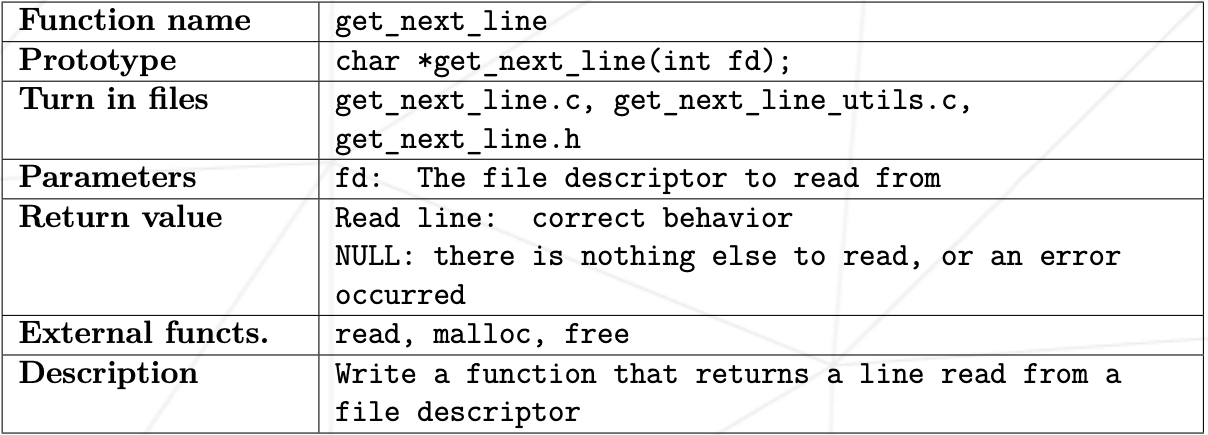 Function name get_next_line
Prototype char *get_next_line(int fd);
Turn in files get_next_line.c, get_next_line_utils.c,
get_next_line.h
Parameters fd: The file descriptor to read from
Return value Read line: correct behavior
NULL: there is nothing else to read, or an error
occurred
External functs. read, malloc, free
Description Write a function that returns a line read from a
file descriptor